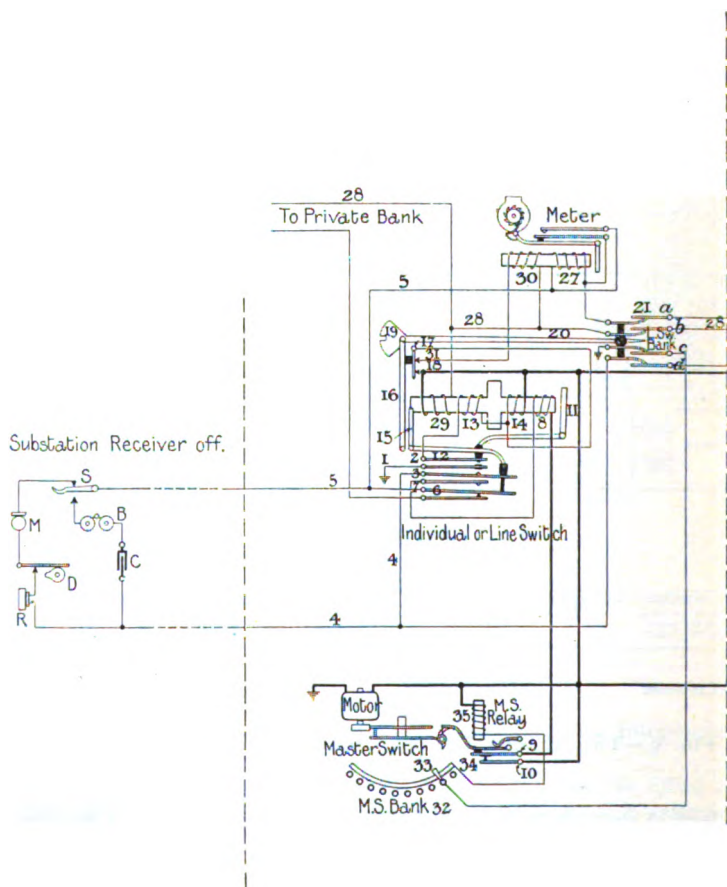 28
To Private Bank
Meter
30 27
5
21 a
28
b
28
19
20
Sw. Bank
17
31
c
18
d
16
11
29 13 14 8
15
Substation Receiver off.
1 2 12
S
3
5
7 6
M
B
Individual or Line Switch
C
4
D
R
4
Motor
M.S. Relay
35
9
Master Switch
33 34
10
M.S. Bank 32